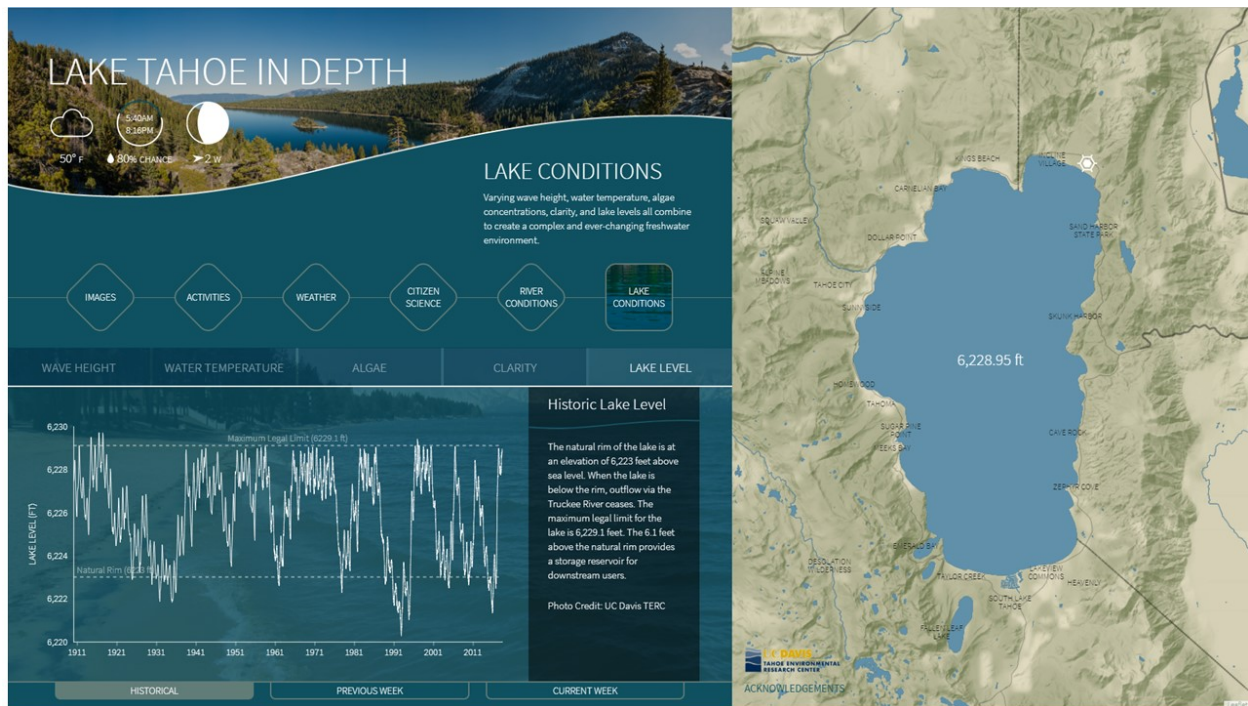 LAKE TAHOE IN DEPTH
5:40AM
8:16PM
50° F
80% CHANCE
2 W
LAKE CONDITIONS
Varying wave height, water temperature, algae
concentrations, clarity, and lake levels all combine
to create a complex and ever-changing freshwater
environment.
IMAGES
ACTIVITIES
WEATHER
CITIZEN
SCIENCE
RIVER
CONDITIONS
LAKE
CONDITIONS
WAVE HEIGHT
WATER TEMPERATURE
ALGAE
CLARITY
LAKE LEVEL
LAKE LEVEL (FT)
6,230
6,228
6,226
6,224
6,222
6,220
Maximum Legal Limit (6229.1 ft)
Natural Rim (6223 ft)
1911
1921
1931
1941
1951
1961
1971
1981
1991
2001
2011
Historic Lake Level
The natural rim of the lake is at
an elevation of 6,223 feet above
sea level. When the lake is
below the rim, outflow via the
Truckee River ceases. The
maximum legal limit for the
lake is 6,229.1 feet. The 6.1 feet
above the natural rim provides
a storage reservoir for
downstream users.
Photo Credit: UC Davis TERC
HISTORICAL
PREVIOUS WEEK
CURRENT WEEK
KINGS BEACH
INCLINE
VILLAGE
CARNELIAN BAY
SQUAW VALLEY
DOLLAR POINT
SAND HARBOR
STATE PARK
ALPINE
MEADOWS
TAHOE CITY
SUNNYSIDE
SKUNK HARBOR
6,228.95 ft
HOMEWOOD
TAHOMA
SUGAR PINE
POINT
MEEKS BAY
CAVE ROCK
ZEPHYR COVE
EMERALD BAY
DESOLATION
WILDERNESS
TAYLOR CREEK
LAKEVIEW
COMMONS
HEAVENLY
SOUTH LAKE
TAHOE
FALLEN LEAF
LAKE
UC DAVIS
TAHOE ENVIRONMENTAL
RESEARCH CENTER
ACKNOWLEDGEMENTS